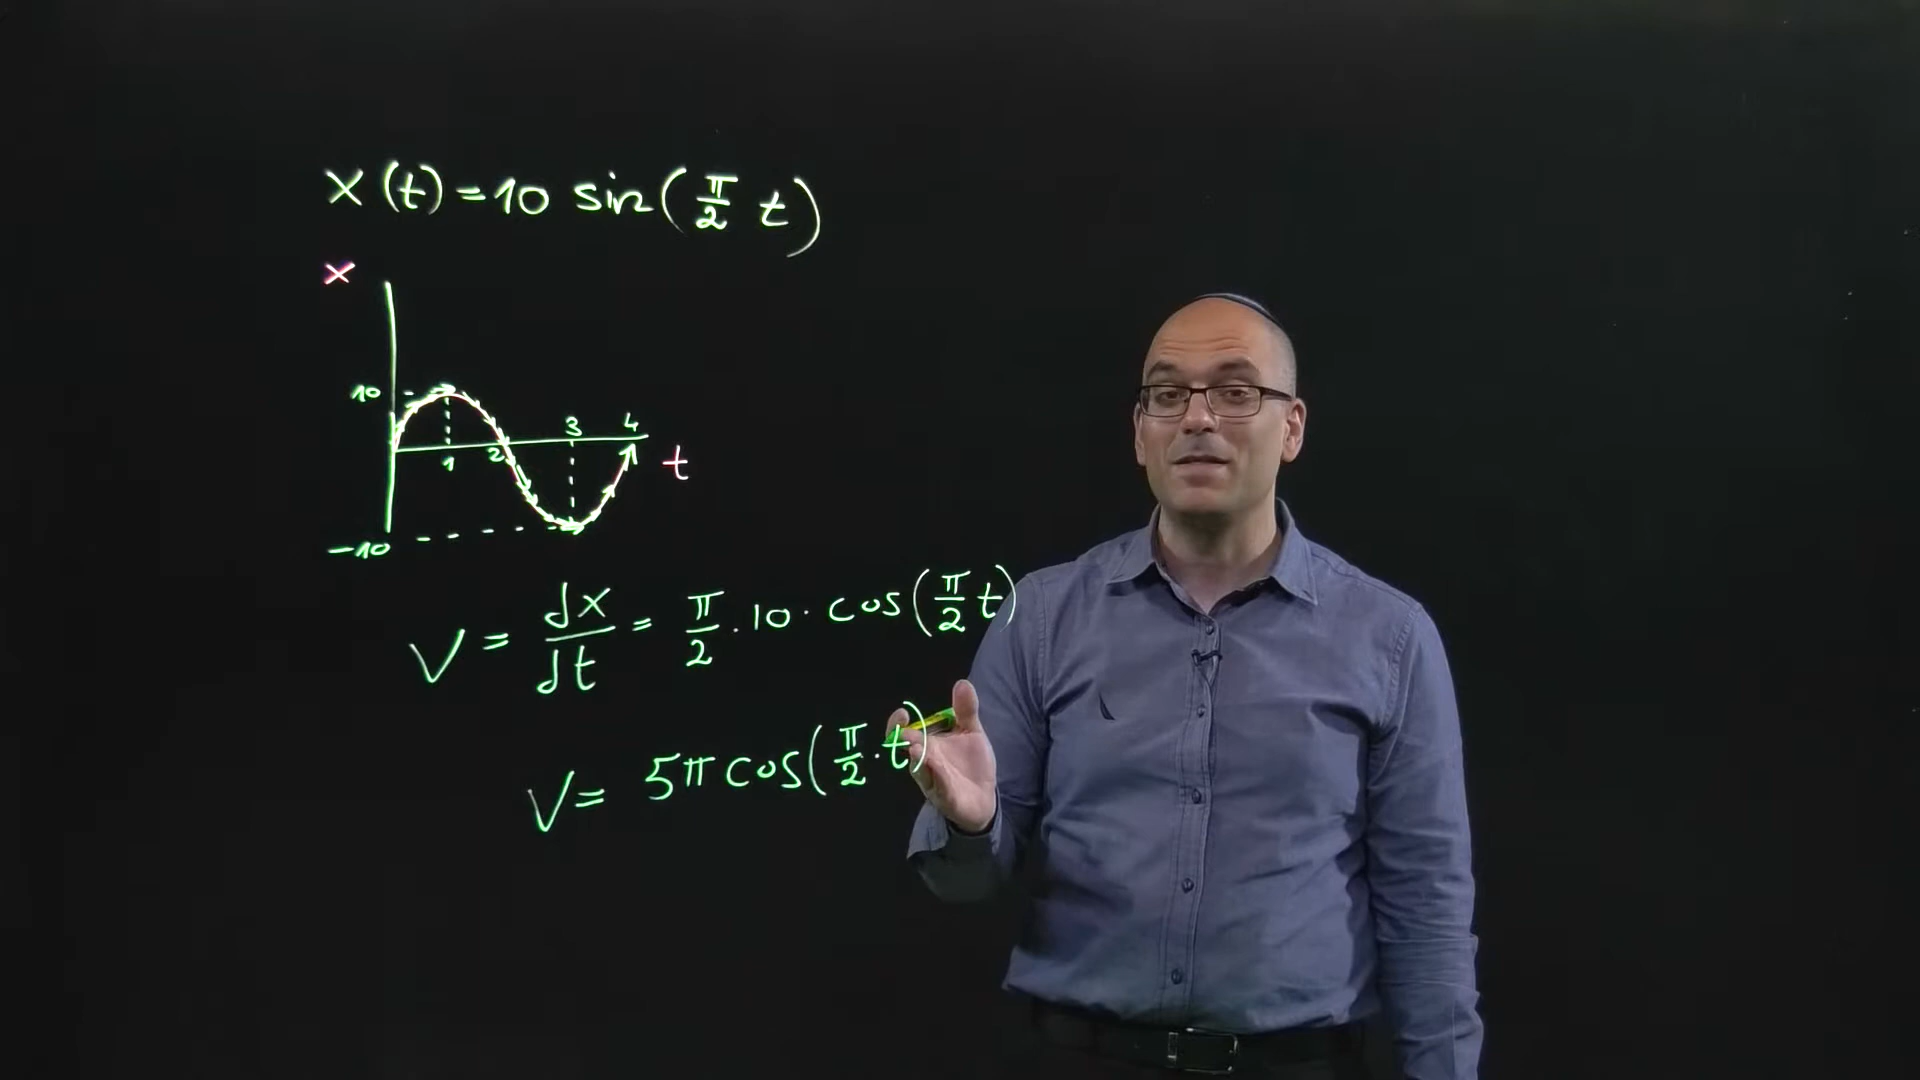 x(t) = 10 sin(π/2 t)
x
10
3 4
1 2
t
-10
V = dx/dt = π/2 · 10 · cos(π/2 t)
V = 5π cos(π/2 · t)